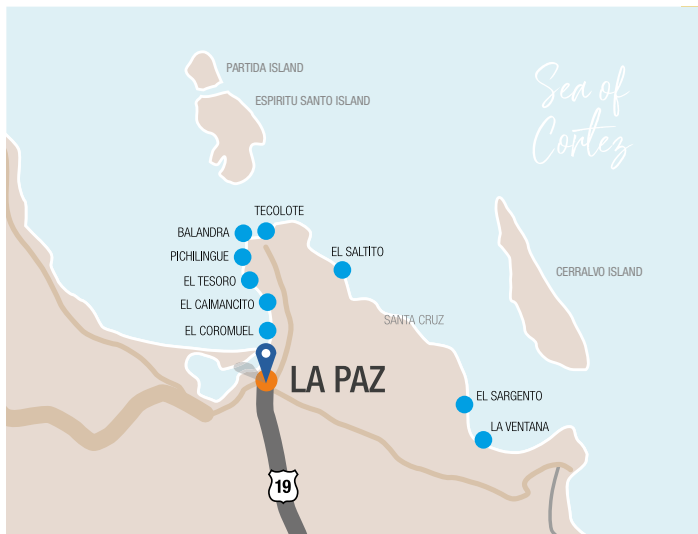 PARTIDA ISLAND
ESPIRITU SANTO ISLAND
Sea of
Cortez
TECOLOTE
BALANDRA
PICHILINGUE
EL SALTITO
EL TESORO
CERRALVO ISLAND
EL CAIMANCITO
SANTA CRUZ
EL COROMUEL
LA PAZ
EL SARGENTO
LA VENTANA
19